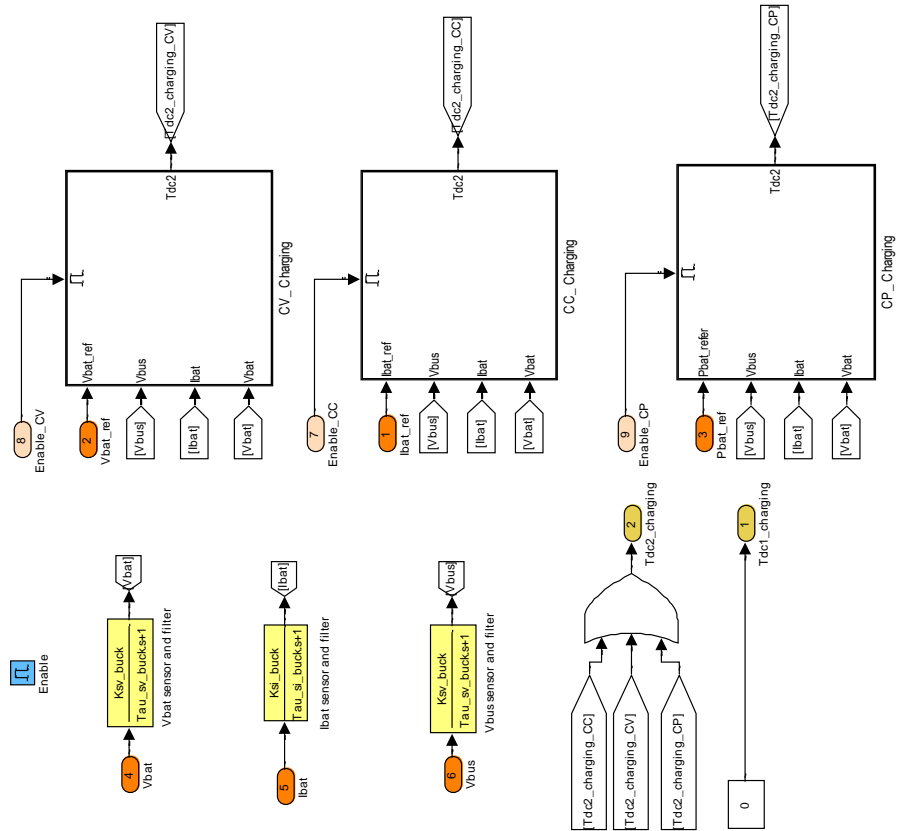 Enable
4
Vbat
Ksv_buck
Tau_sv_buck.s+1
Vbat sensor and filter
[Vbat]
5
Ibat
Ksi_buck
Tau_si_buck.s+1
Ibat sensor and filter
[Ibat]
6
Vbus
Ksv_buck
Tau_sv_buck.s+1
Vbus sensor and filter
[Vbus]
[Tdc2_charging_CC]
[Tdc2_charging_CV]
[Tdc2_charging_CP]
2
Tdc2_charging
0
1
Tdc1_charging
8
Enable_CV
2
Vbat_ref
[Vbus]
[Ibat]
[Vbat]
Vbat_ref
Vbus
Ibat
Vbat
Tdc2
CV_Charging
[Tdc2_charging_CV]
7
Enable_CC
1
Ibat_ref
[Vbus]
[Ibat]
[Vbat]
Ibat_ref
Vbus
Ibat
Vbat
Tdc2
CC_Charging
[Tdc2_charging_CC]
9
Enable_CP
3
Pbat_ref
[Vbus]
[Ibat]
[Vbat]
Pbat_refer
Vbus
Ibat
Vbat
Tdc2
CP_Charging
[Tdc2_charging_CP]